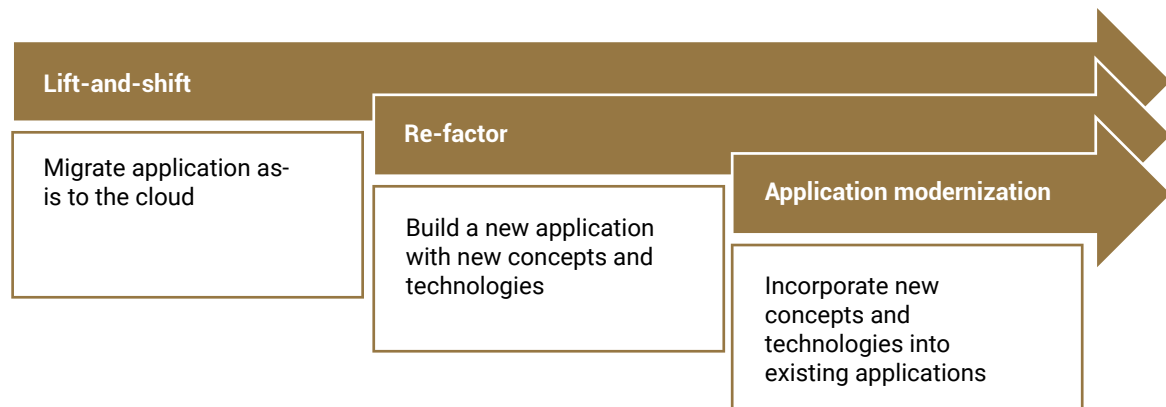 Lift-and-shift
Migrate application as-
is to the cloud
Re-factor
Build a new application
with new concepts and
technologies
Application modernization
Incorporate new
concepts and
technologies into
existing applications